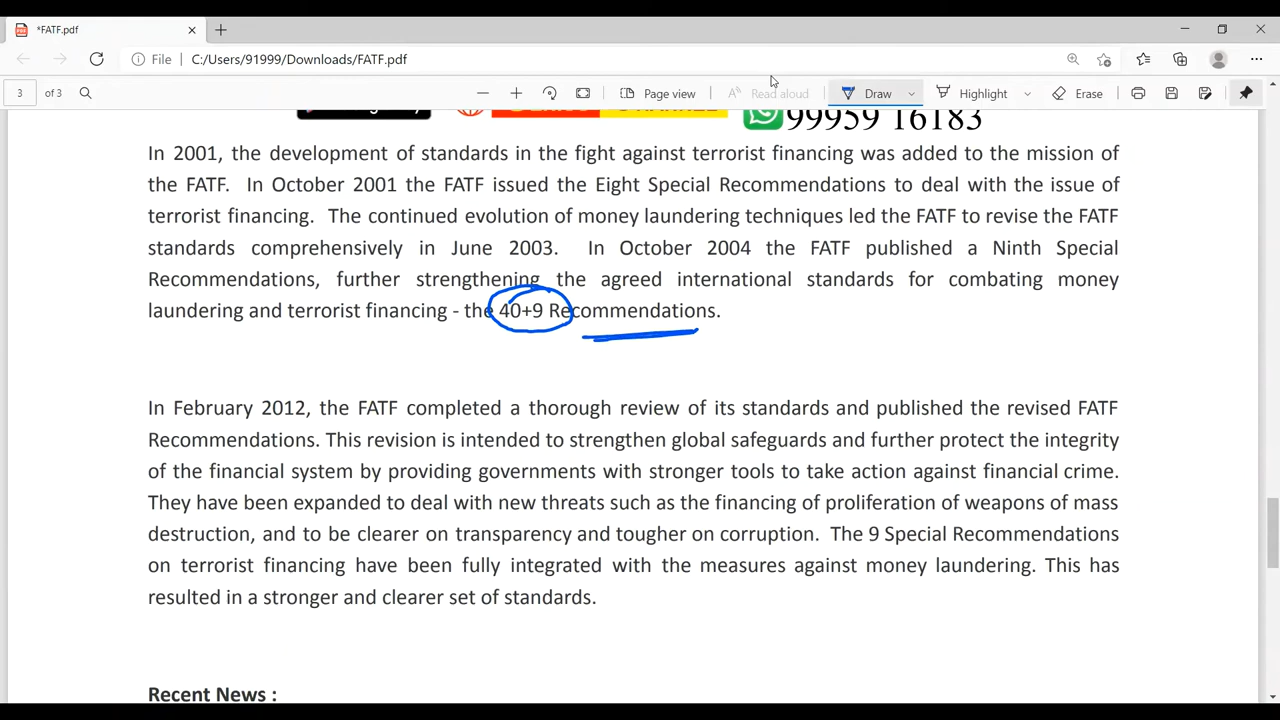 *FATF.pdf
File C:/Users/91999/Downloads/FATF.pdf
3 of 3 Page view Read aloud Draw Highlight Erase
99959 16183
In 2001, the development of standards in the fight against terrorist financing was added to the mission of
the FATF. In October 2001 the FATF issued the Eight Special Recommendations to deal with the issue of
terrorist financing. The continued evolution of money laundering techniques led the FATF to revise the FATF
standards comprehensively in June 2003. In October 2004 the FATF published a Ninth Special
Recommendations, further strengthening the agreed international standards for combating money
laundering and terrorist financing - the 40+9 Recommendations.
In February 2012, the FATF completed a thorough review of its standards and published the revised FATF
Recommendations. This revision is intended to strengthen global safeguards and further protect the integrity
of the financial system by providing governments with stronger tools to take action against financial crime.
They have been expanded to deal with new threats such as the financing of proliferation of weapons of mass
destruction, and to be clearer on transparency and tougher on corruption. The 9 Special Recommendations
on terrorist financing have been fully integrated with the measures against money laundering. This has
resulted in a stronger and clearer set of standards.
Recent News :